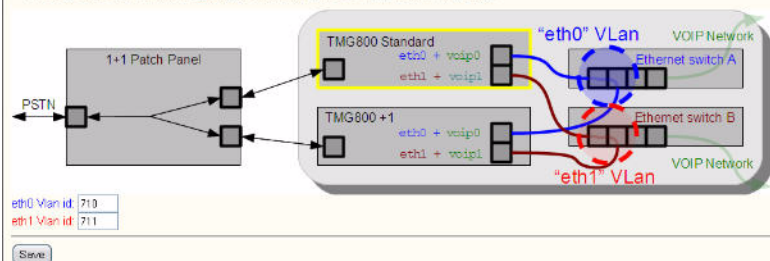 "eth0" VLan
VOIP Network
TMG800 Standard
eth0 + voip0
eth1 + voip1
1+1 Patch Panel
Ethernet switch A
PSTN
TMG800 +1
eth0 + voip0
eth1 + voip1
Ethernet switch B
VOIP Network
"eth1" VLan
eth0 Vlan id: 710
eth1 Vlan id: 711
Save